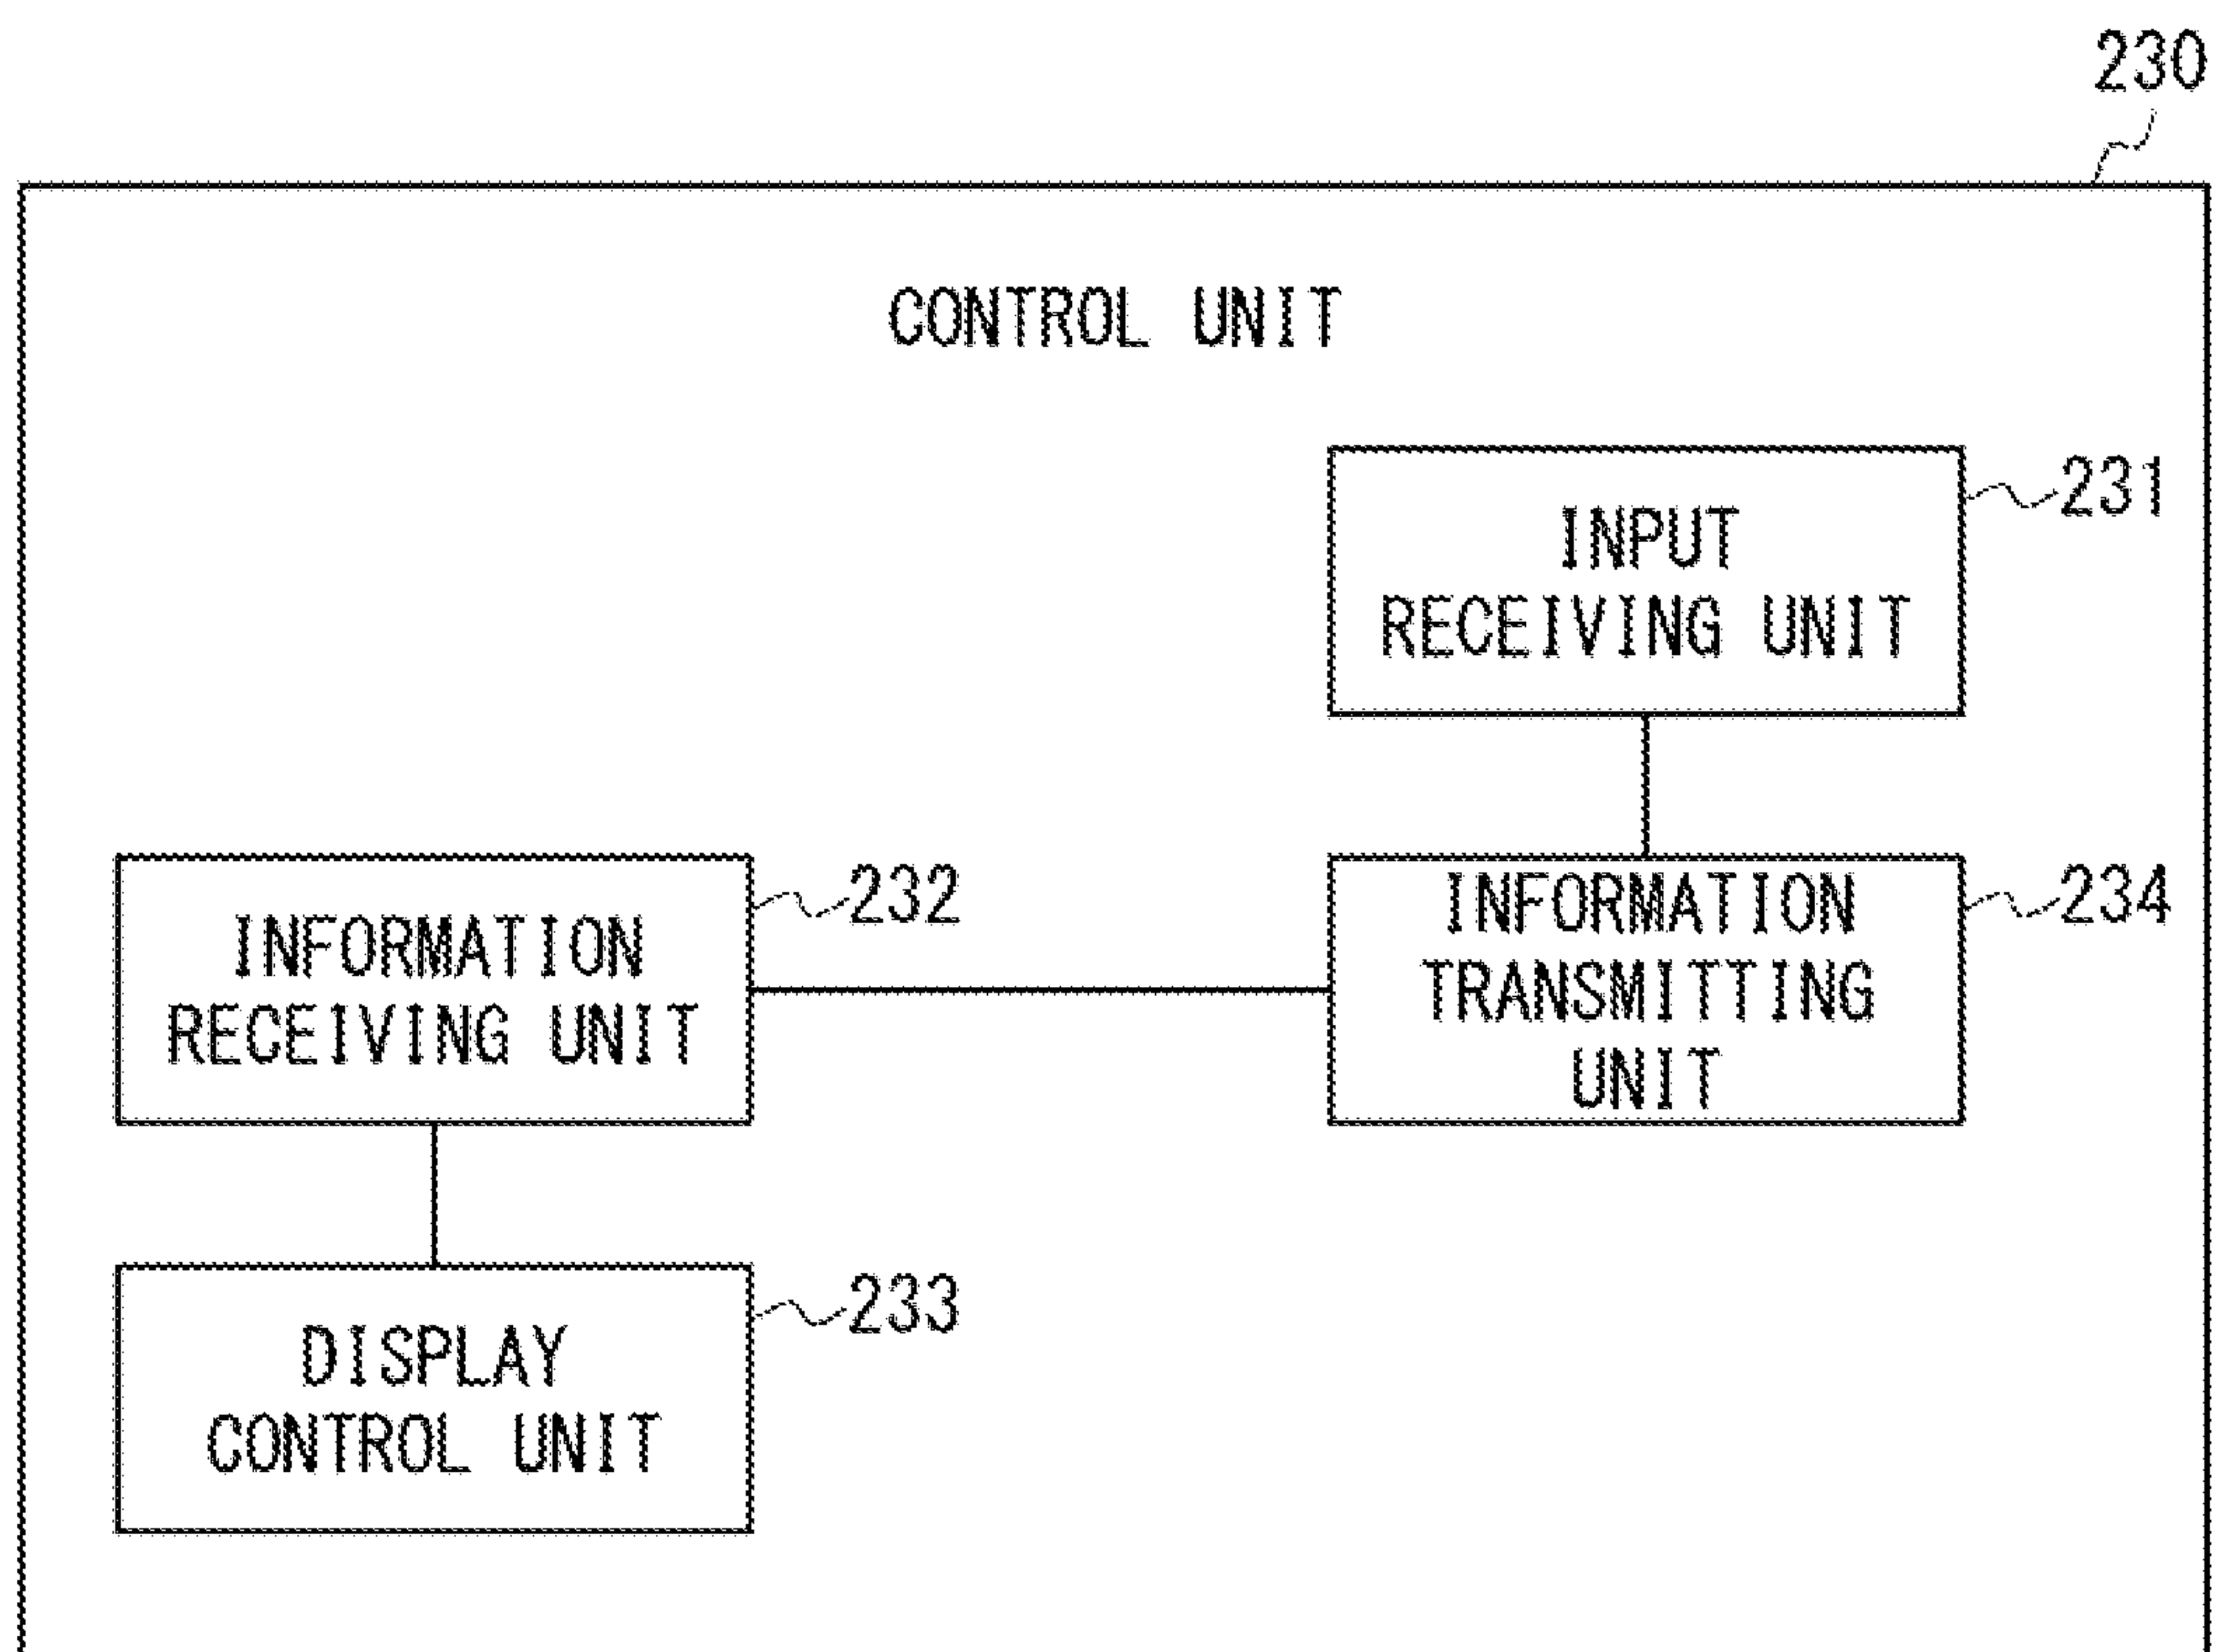 230
CONTROL UNIT
INPUT
RECEIVING UNIT
231
INFORMATION
RECEIVING UNIT
232
INFORMATION
TRANSMITTING
UNIT
234
DISPLAY
CONTROL UNIT
233